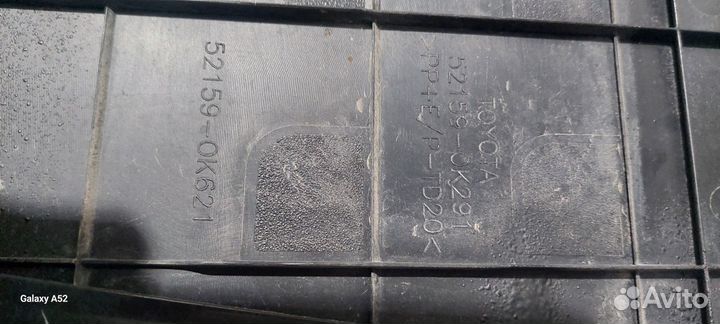 52159-0K621
TOYOTA
52159-0K291
>PP+E/P-TD20<
Galaxy A52
Avito